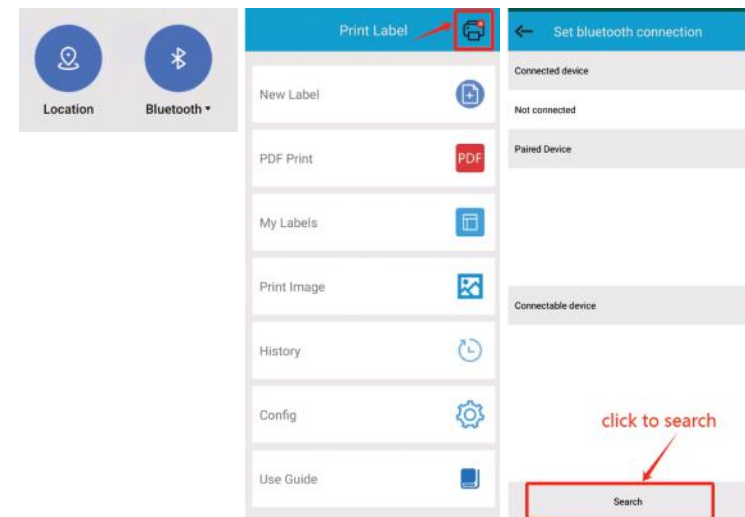 Location
Bluetooth
Print Label
New Label
PDF Print
PDF
My Labels
Print Image
History
Config
Use Guide
Set bluetooth connection
Connected device
Not connected
Paired Device
Connectable device
click to search
Search